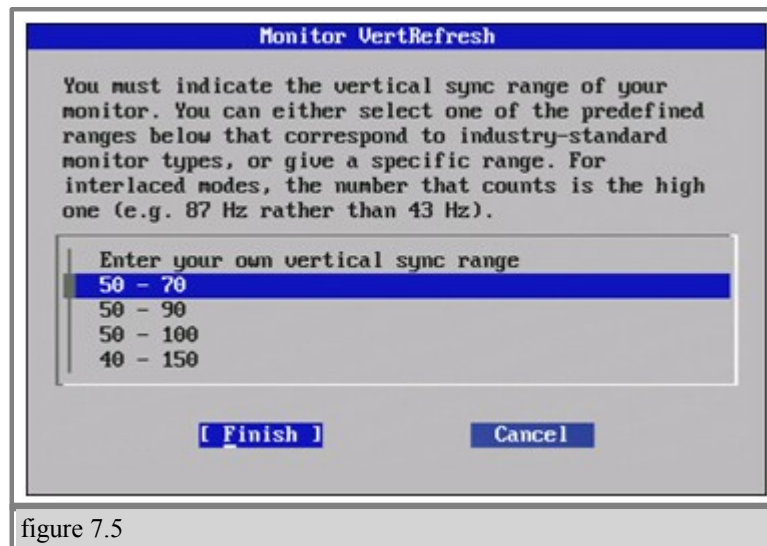 Monitor VertRefresh
You must indicate the vertical sync range of your
monitor. You can either select one of the predefined
ranges below that correspond to industry-standard
monitor types, or give a specific range. For
interlaced modes, the number that counts is the high
one (e.g. 87 Hz rather than 43 Hz).
Enter your own vertical sync range
50 - 70
50 - 90
50 - 100
40 - 150
[ Finish ] Cancel
figure 7.5